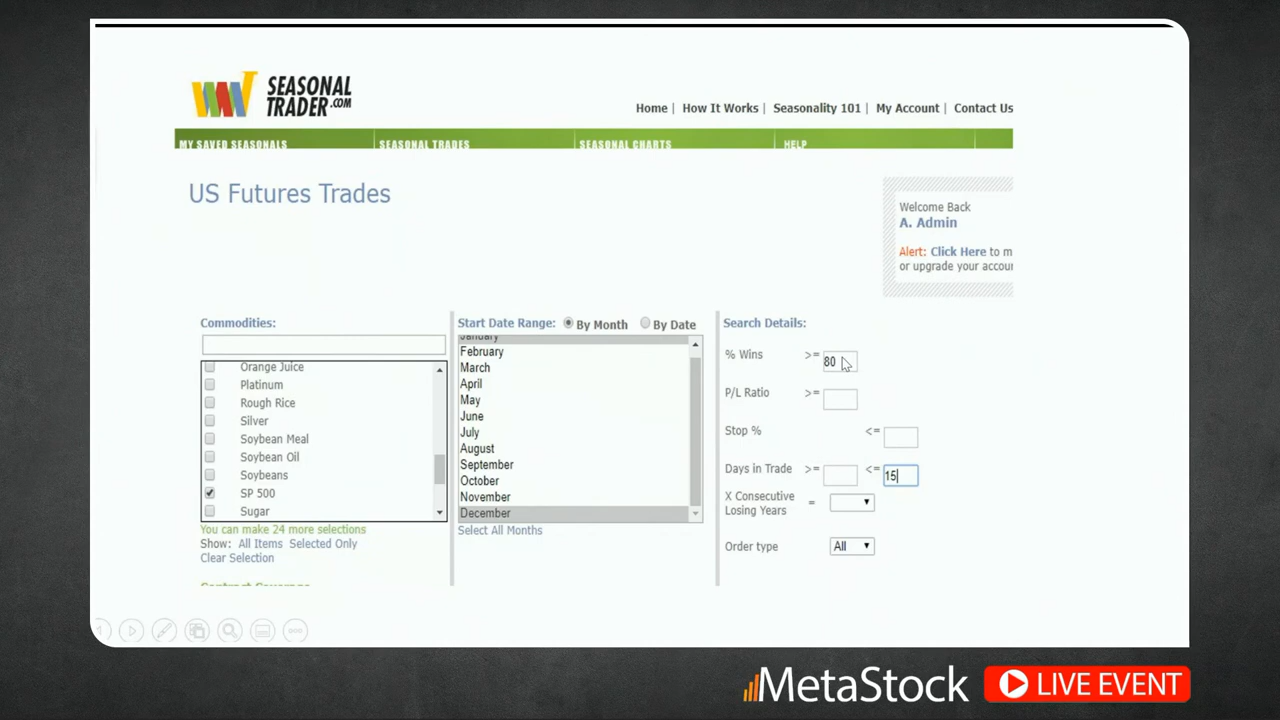 SEASONAL
TRADER.COM
Home | How It Works | Seasonality 101 | My Account | Contact Us
MY SAVED SEASONALS
SEASONAL TRADES
SEASONAL CHARTS
HELP
US Futures Trades
Welcome Back
A. Admin
Alert: Click Here to m
or upgrade your accoun
Commodities:
Orange Juice
Platinum
Rough Rice
Silver
Soybean Meal
Soybean Oil
Soybeans
SP 500
Sugar
You can make 24 more selections
Show: All Items Selected Only
Clear Selection
Contract Coverage
Start Date Range: By Month By Date
January
February
March
April
May
June
July
August
September
October
November
December
Select All Months
Search Details:
% Wins >= 80
P/L Ratio >=
Stop % <=
Days in Trade >= <= 15
X Consecutive
Losing Years =
Order type All
MetaStock
LIVE EVENT